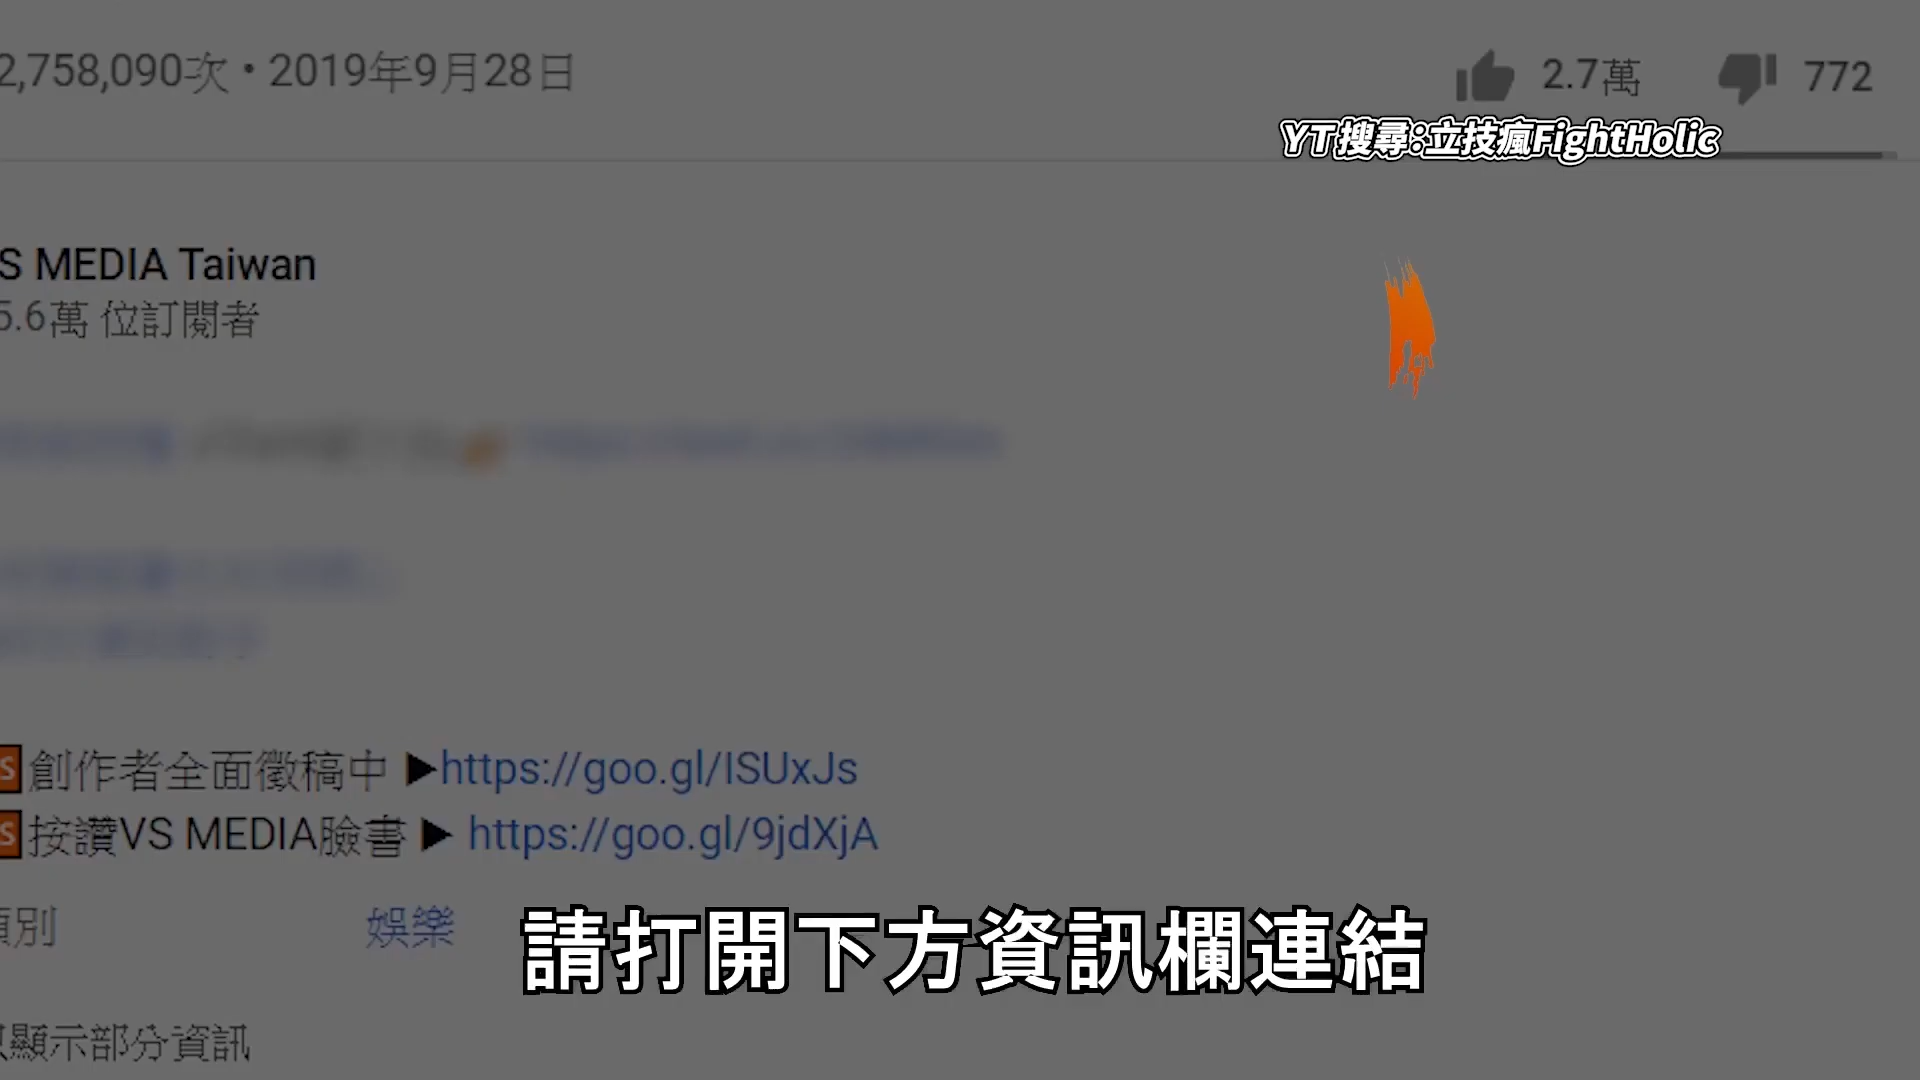 2,758,090次 • 2019年9月28日
2.7萬
772
YT搜尋:立技瘋FightHolic
S MEDIA Taiwan
5.6萬 位訂閱者
S創作者全面徵稿中 ▶https://goo.gl/ISUxJs
S按讚VS MEDIA臉書 ▶ https://goo.gl/9jdXjA
類別
娛樂
請打開下方資訊欄連結
只顯示部分資訊